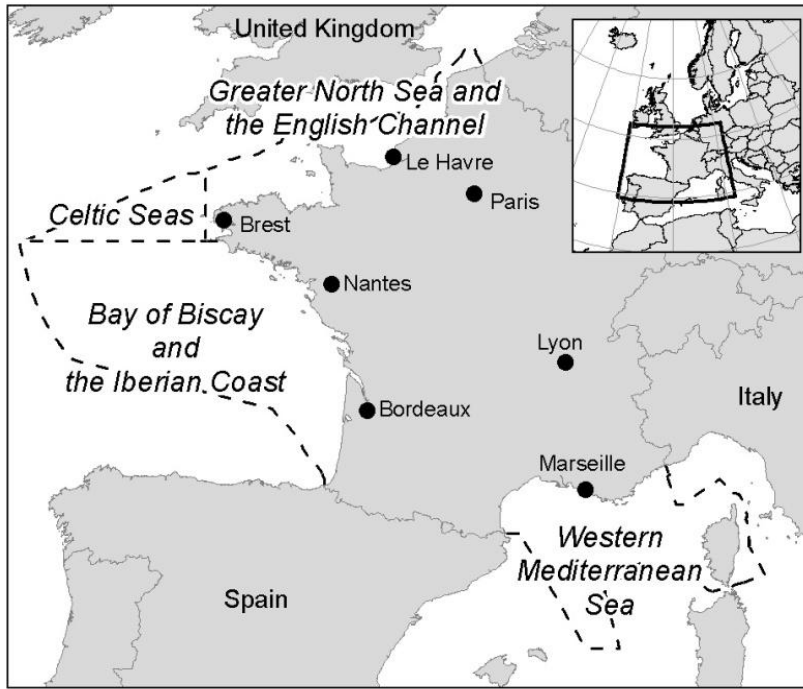 United Kingdom
Greater North Sea and
the English Channel
Le Havre
Paris
Celtic Seas
Brest
Nantes
Bay of Biscay
and
the Iberian Coast
Lyon
Bordeaux
Italy
Marseille
Western
Mediterranean
Sea
Spain